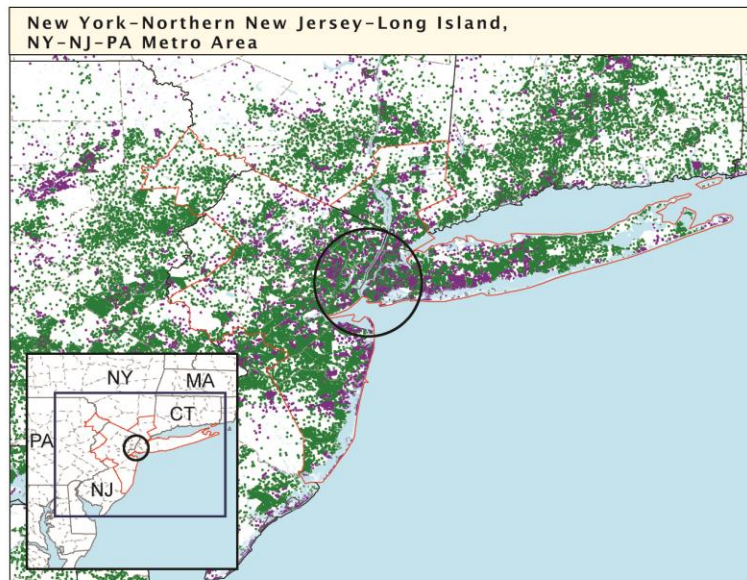 New York–Northern New Jersey–Long Island,
NY–NJ–PA Metro Area
NY
MA
CT
PA
NJ